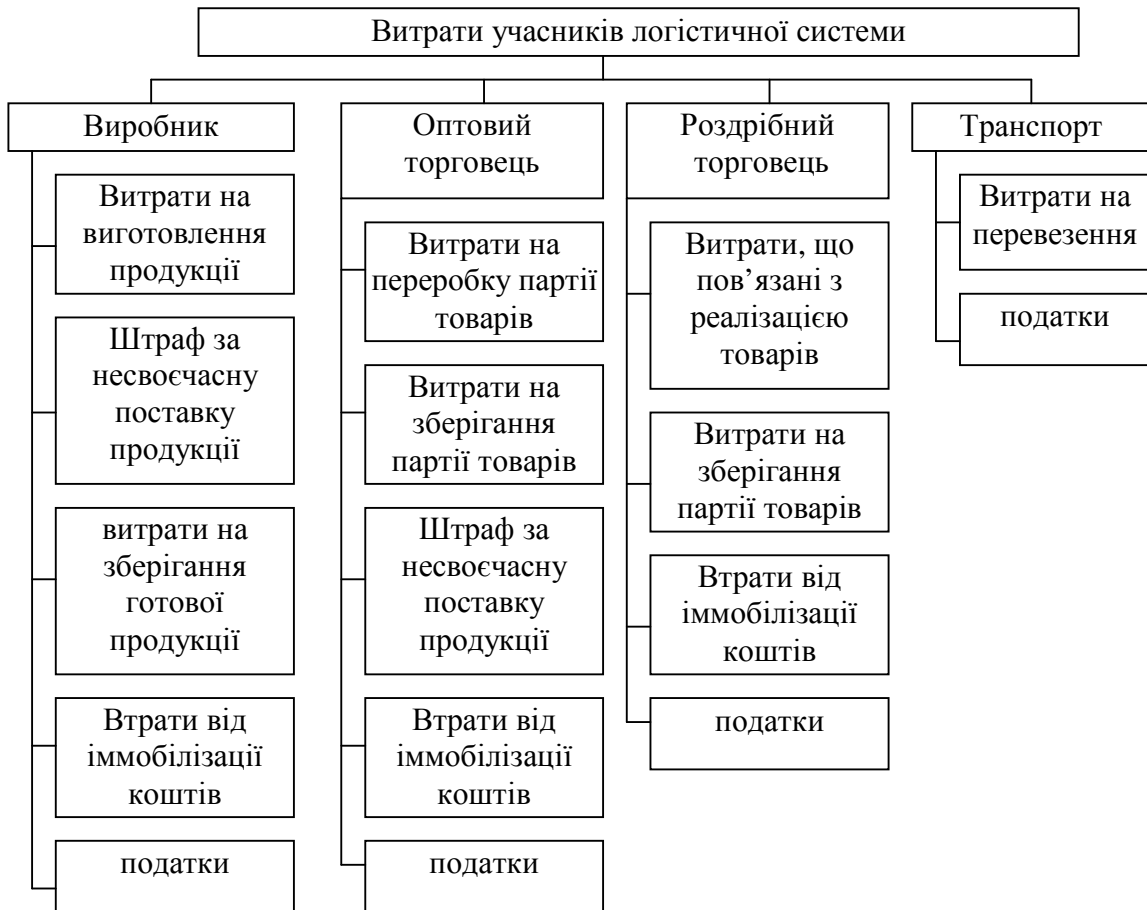 Витрати учасників логістичної системи
Виробник
Витрати на
виготовлення
продукції
Штраф за
несвоєчасну
поставку
продукції
витрати на
зберігання
готової
продукції
Втрати від
іммобілізації
коштів
податки
Оптовий
торговець
Витрати на
переробку партії
товарів
Витрати на
зберігання
партії товарів
Штраф за
несвоєчасну
поставку
продукції
Втрати від
іммобілізації
коштів
податки
Роздрібний
торговець
Витрати, що
пов’язані з
реалізацією
товарів
Витрати на
зберігання
партії товарів
Втрати від
іммобілізації
коштів
податки
Транспорт
Витрати на
перевезення
податки